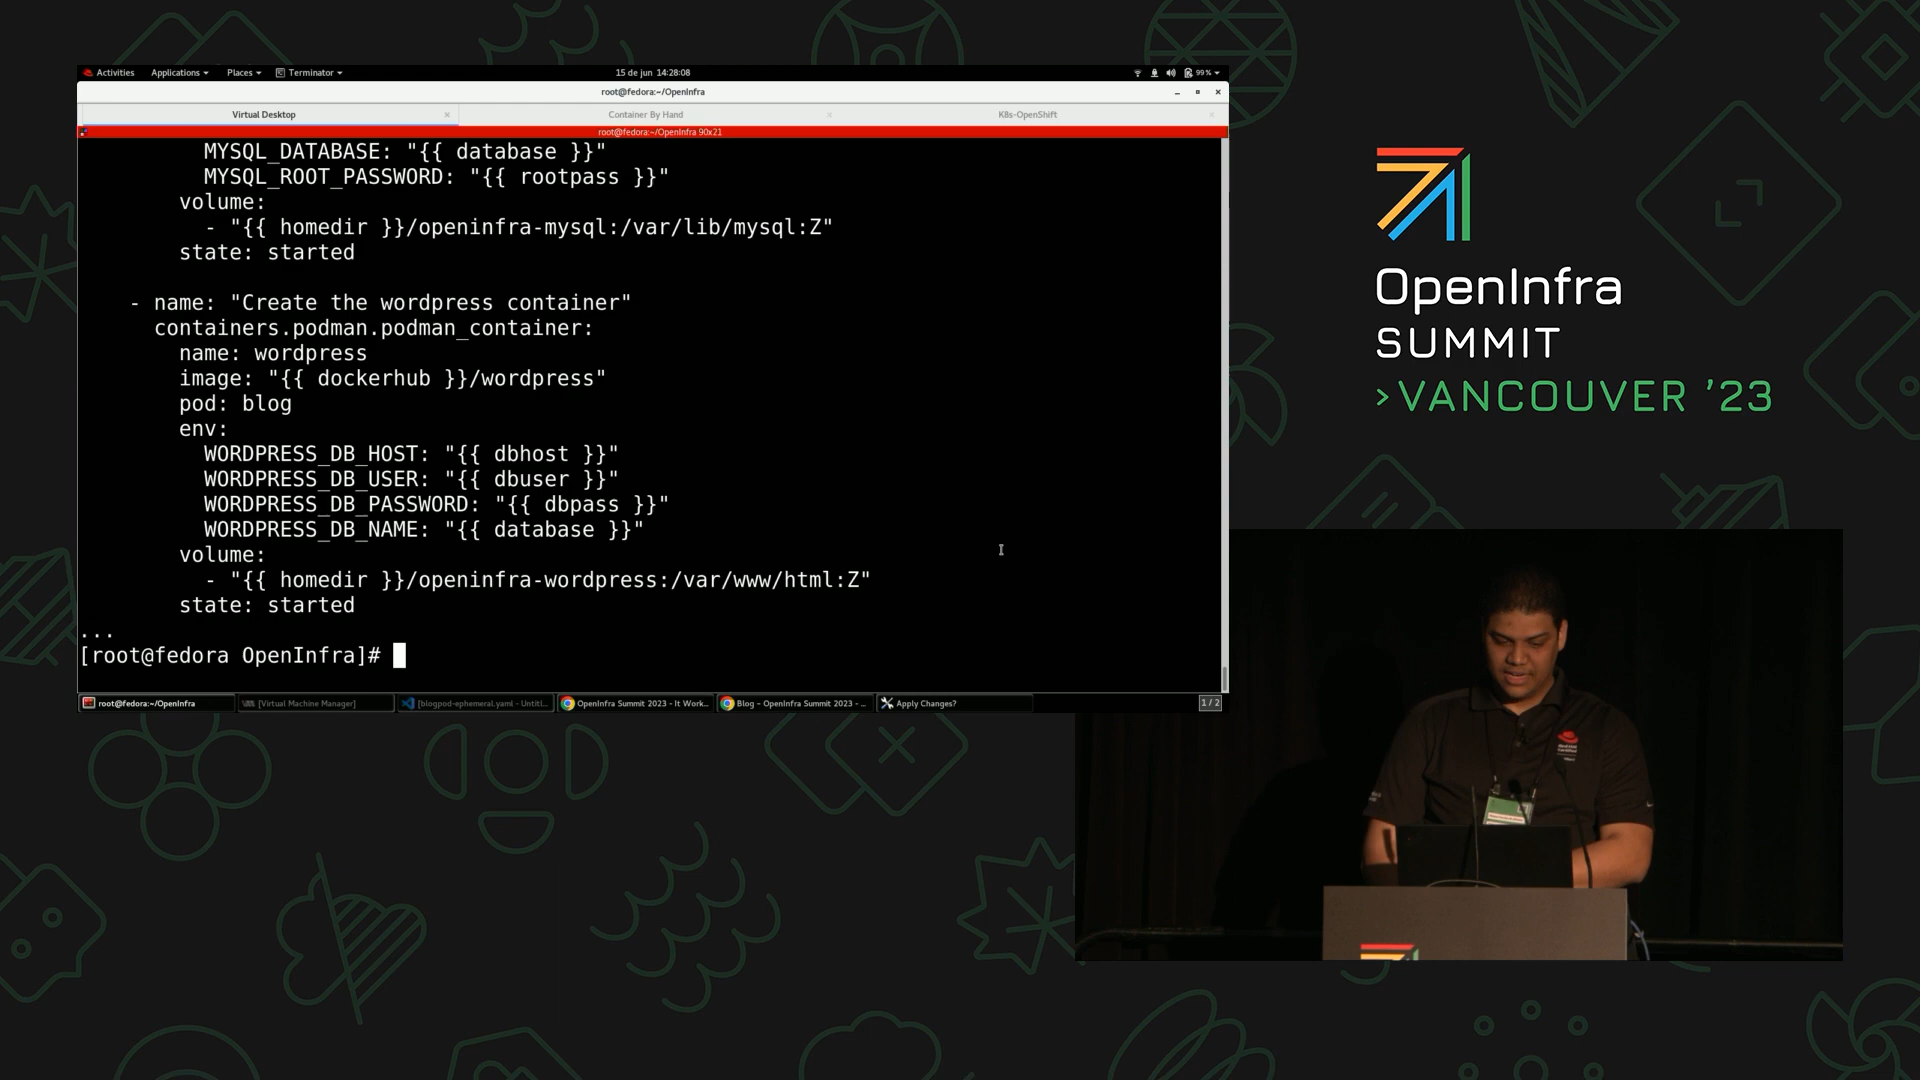 Activities Applications Places Terminator 15 de jun 14:28:08 99%
root@fedora:~/OpenInfra
Virtual Desktop Container By Hand K8s-OpenShift
root@fedora:~/OpenInfra 90x21
MYSQL_DATABASE: "{{ database }}"
MYSQL_ROOT_PASSWORD: "{{ rootpass }}"
volume:
- "{{ homedir }}/openinfra-mysql:/var/lib/mysql:Z"
state: started
- name: "Create the wordpress container"
containers.podman.podman_container:
name: wordpress
image: "{{ dockerhub }}/wordpress"
pod: blog
env:
WORDPRESS_DB_HOST: "{{ dbhost }}"
WORDPRESS_DB_USER: "{{ dbuser }}"
WORDPRESS_DB_PASSWORD: "{{ dbpass }}"
WORDPRESS_DB_NAME: "{{ database }}"
volume:
- "{{ homedir }}/openinfra-wordpress:/var/www/html:Z"
state: started
...
[root@fedora OpenInfra]#
root@fedora:~/OpenInfra [Virtual Machine Manager] [blogpod-ephemeral.yaml - Untitl... OpenInfra Summit 2023 - It Work... Blog – OpenInfra Summit 2023 - ... Apply Changes? 1 / 2
OpenInfra
SUMMIT
>VANCOUVER '23